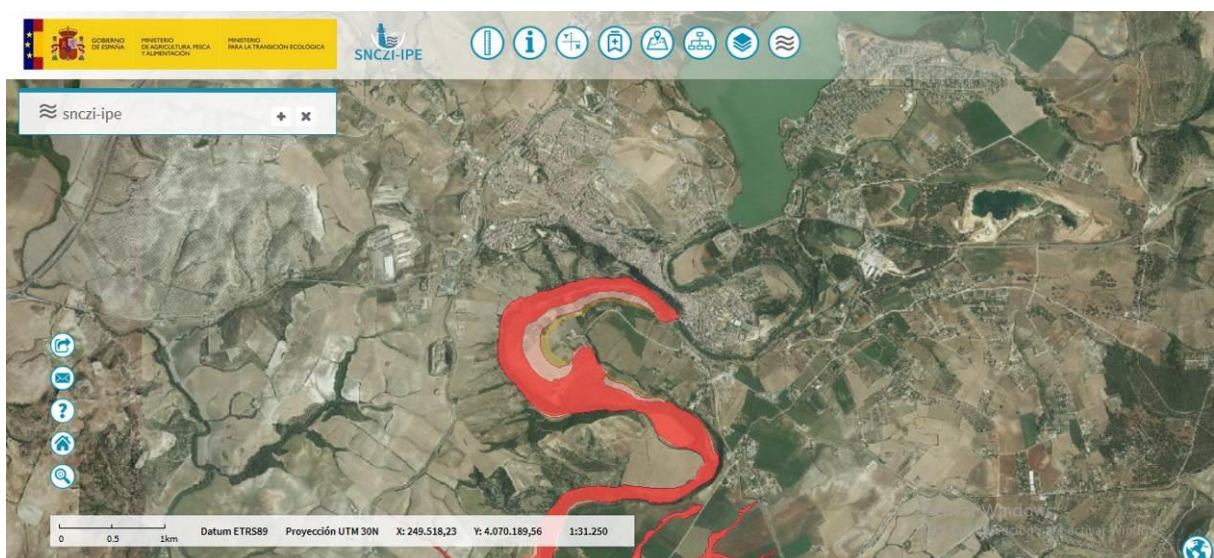 GOBIERNO
DE ESPAÑA
MINISTERIO
DE AGRICULTURA, PESCA
Y ALIMENTACIÓN
MINISTERIO
PARA LA TRANSICIÓN ECOLÓGICA
SNCZI-IPE
snczi-ipe
0 0.5 1km
Datum ETRS89 Proyección UTM 30N X: 249.518,23 Y: 4.070.189,56 1:31.250
Windows